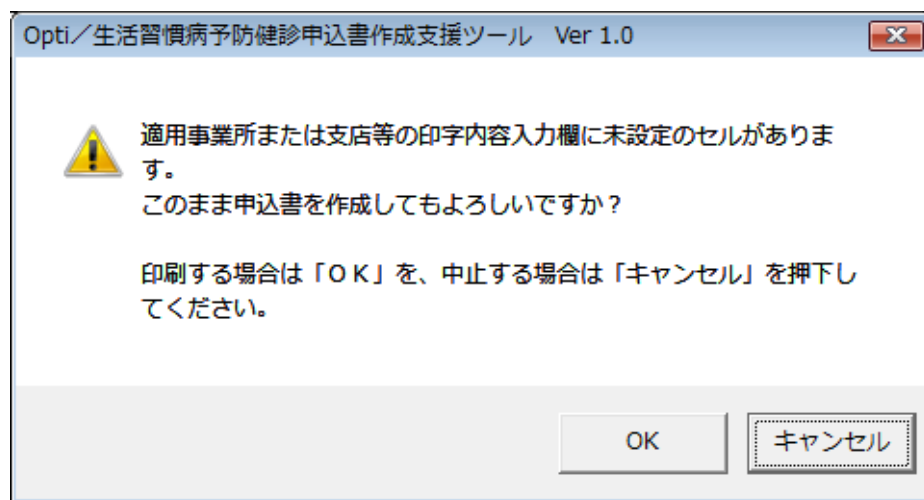 Opti／生活習慣病予防健診申込書作成支援ツール　Ver 1.0
適用事業所または支店等の印字内容入力欄に未設定のセルがありま
す。
このまま申込書を作成してもよろしいですか？
印刷する場合は「ＯＫ」を、中止する場合は「キャンセル」を押下し
てください。
OK
キャンセル